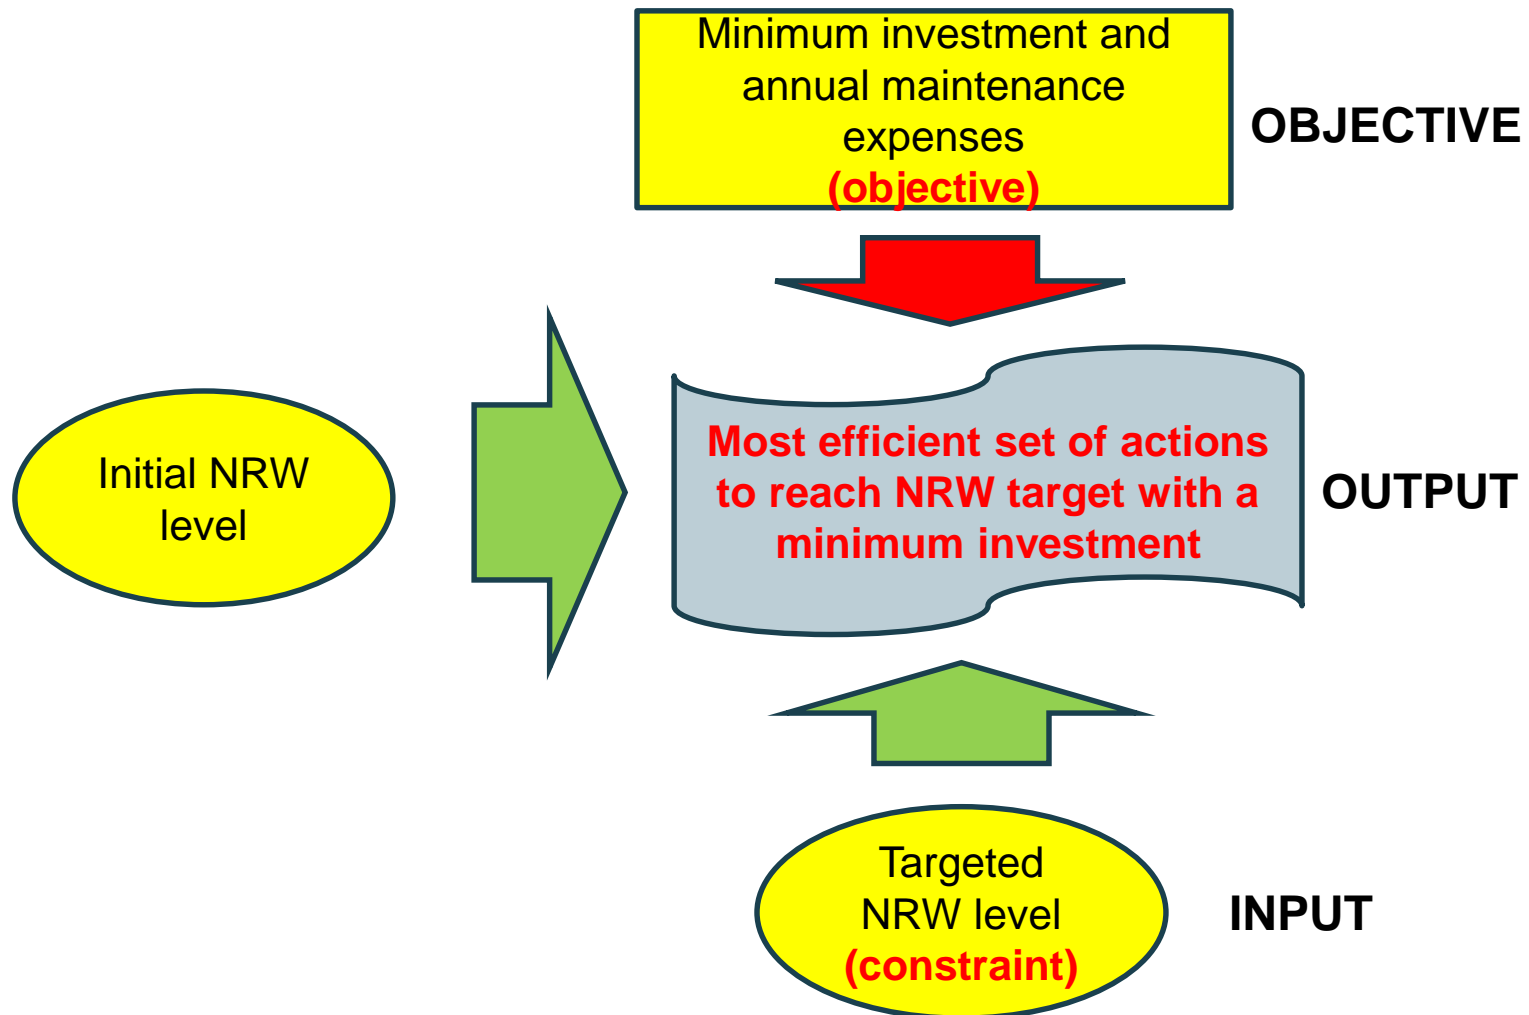 Minimum investment and
annual maintenance
expenses
(objective)
OBJECTIVE
Initial NRW
level
Most efficient set of actions
to reach NRW target with a
minimum investment
OUTPUT
Targeted
NRW level
(constraint)
INPUT